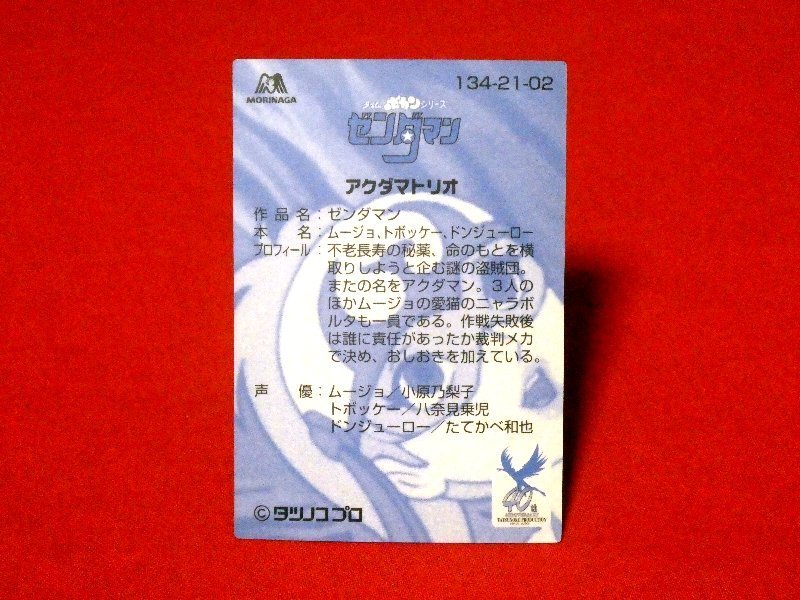 MORINAGA
134-21-02
タイムボカンシリーズ
ゼンダマン
アクダマトリオ
作品名：ゼンダマン
本名：ムージョ、トボッケー、ドンジューロー
プロフィール：不老長寿の秘薬、命のもとを横
取りしようと企む謎の盗賊団。
またの名をアクダマン。３人の
ほかムージョの愛猫のニャラボ
ルタも一員である。作戦失敗後
は誰に責任があったか裁判メカ
で決め、おしおきを加えている。
声優：ムージョ／小原乃梨子
トボッケー／八奈見乗児
ドンジューロー／たてかべ和也
40th
ANNIVERSARY
TATSUNOKO PRODUCTION
©タツノコプロ